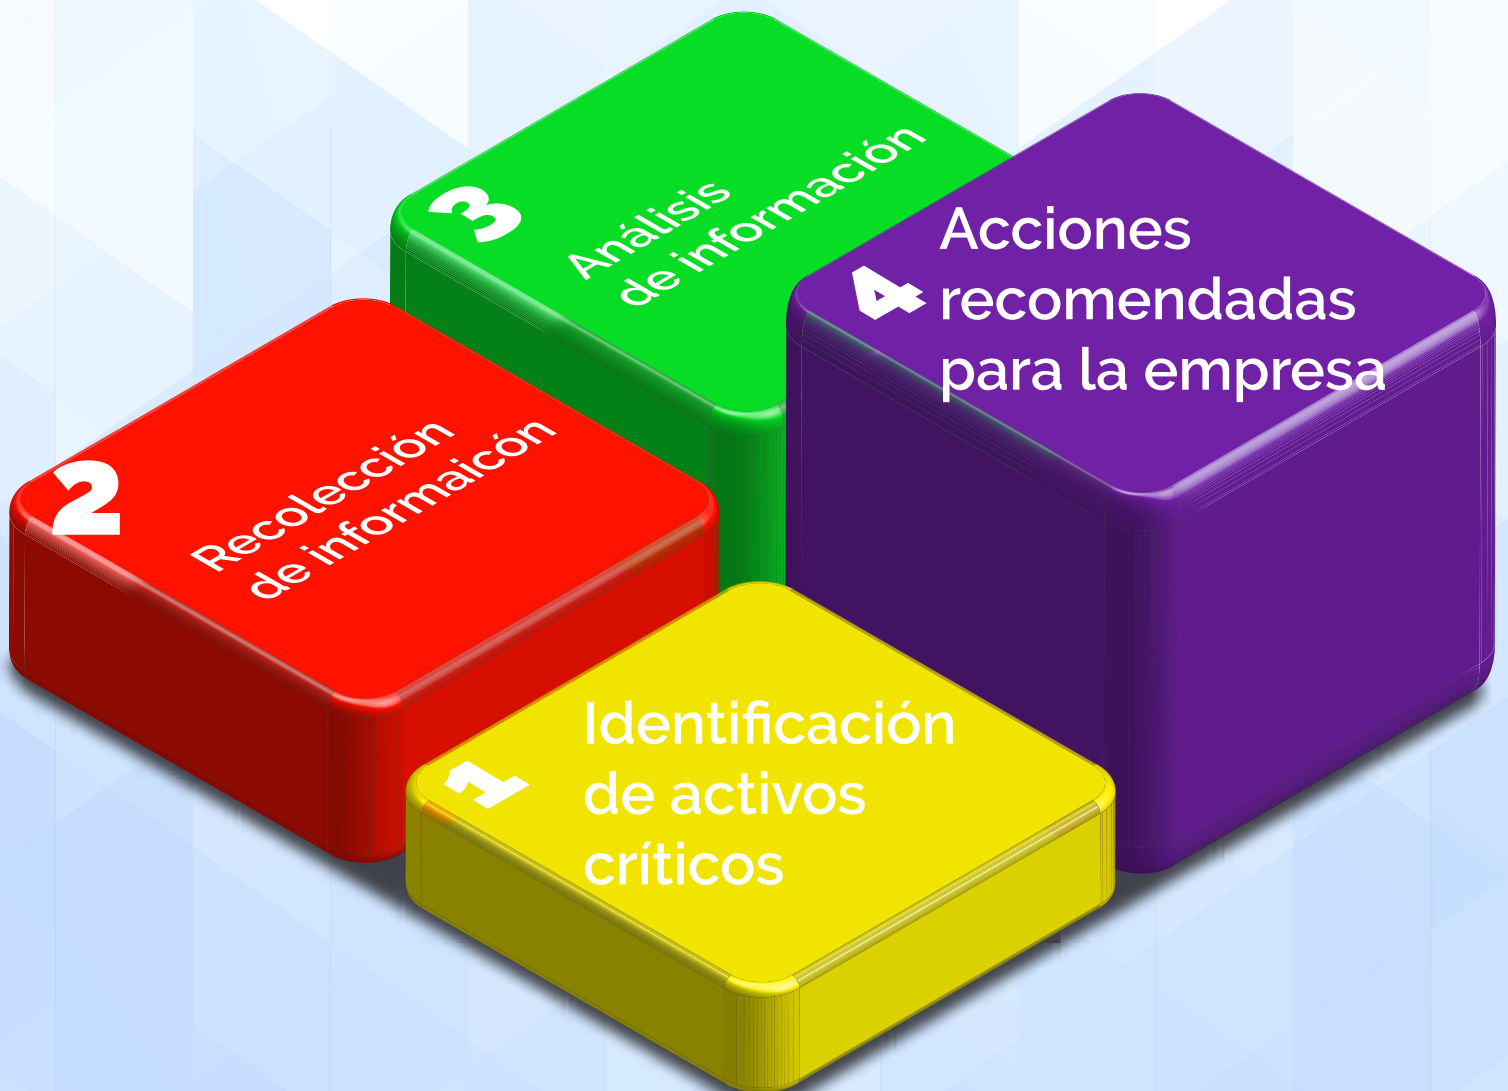 3
Análisis
de información
4
Acciones
recomendadas
para la empresa
2
Recolección
de informaicón
1
Identificación
de activos
críticos